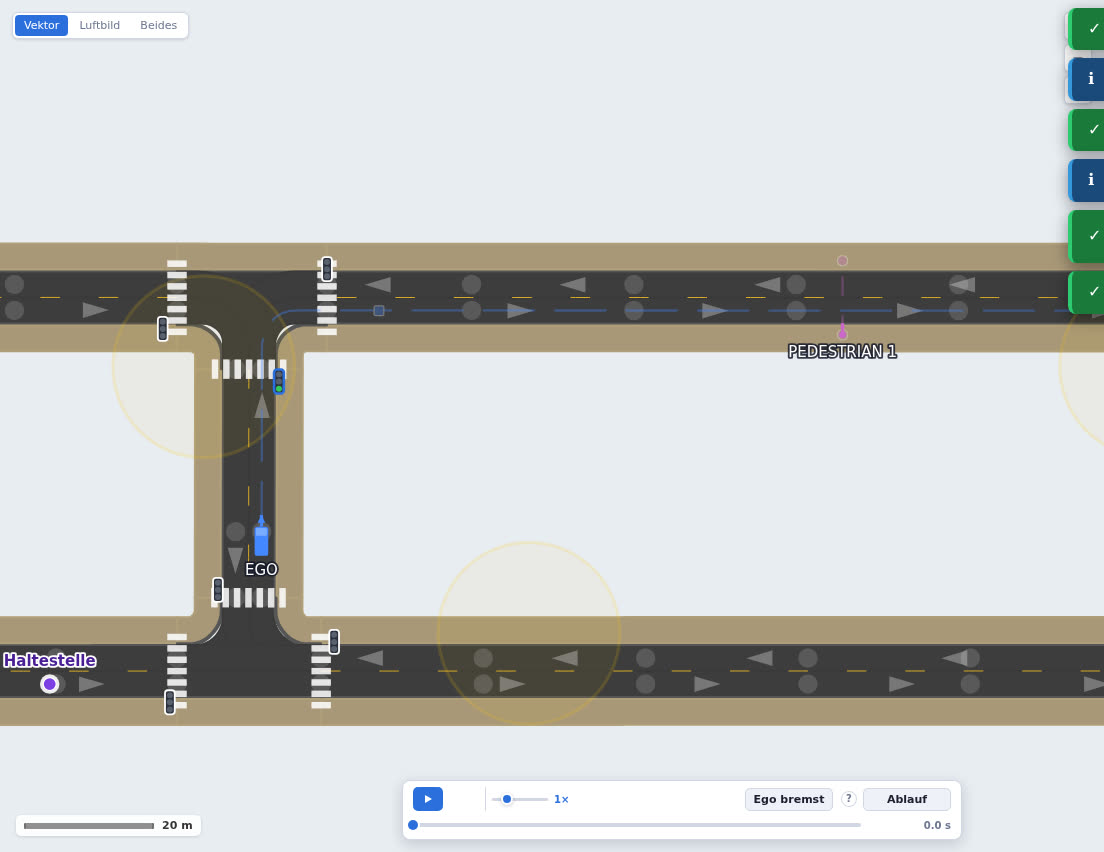 Vektor Luftbild Beides
PEDESTRIAN 1
EGO
Haltestelle
1× Ego bremst ? Ablauf
20 m
0.0 s